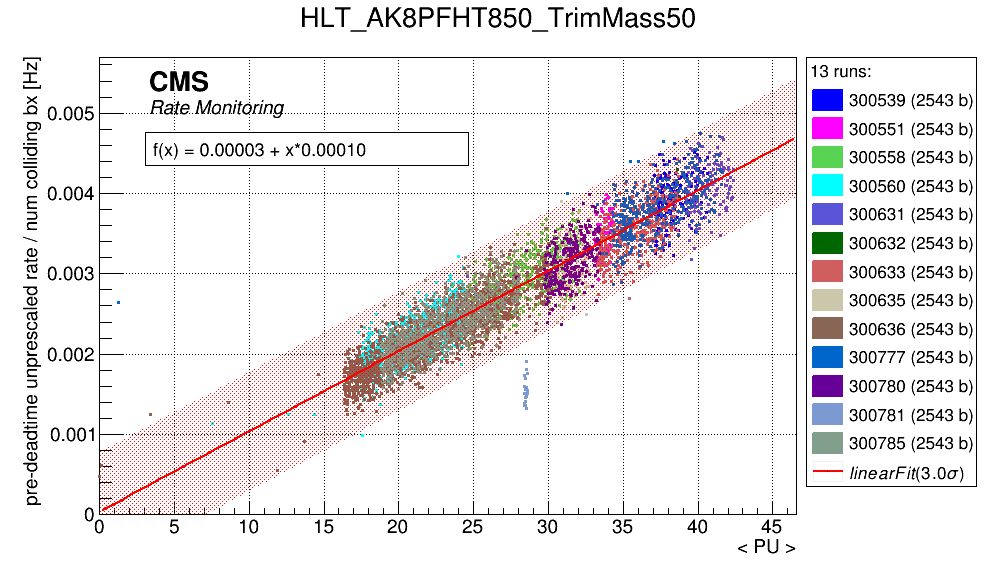 HLT_AK8PFHT850_TrimMass50
pre-deadtime unprescaled rate / num colliding bx [Hz]
CMS
Rate Monitoring
f(x) = 0.00003 + x*0.00010
0.005
0.004
0.003
0.002
0.001
0
0 5 10 15 20 25 30 35 40 45
< PU >
13 runs:
300539 (2543 b)
300551 (2543 b)
300558 (2543 b)
300560 (2543 b)
300631 (2543 b)
300632 (2543 b)
300633 (2543 b)
300635 (2543 b)
300636 (2543 b)
300777 (2543 b)
300780 (2543 b)
300781 (2543 b)
300785 (2543 b)
linearFit(3.0σ)